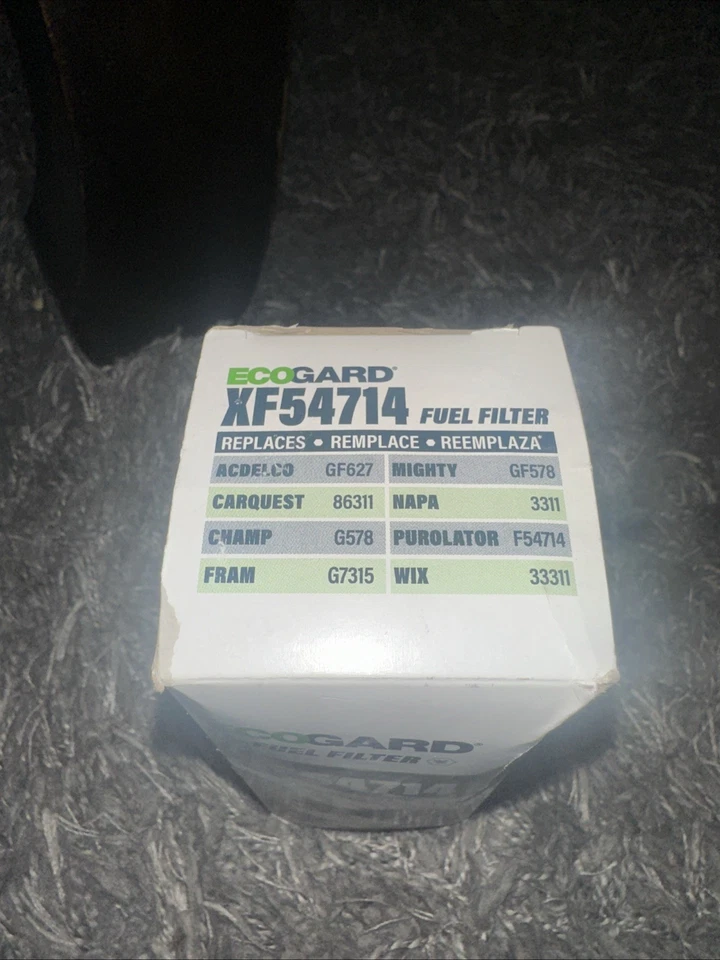 ECOGARD®
XF54714 FUEL FILTER
REPLACES • REMPLACE • REEMPLAZA*
ACDELCO GF627 MIGHTY GF578
CARQUEST 86311 NAPA 3311
CHAMP G578 PUROLATOR F54714
FRAM G7315 WIX 33311
ECOGARD®
FUEL FILTER